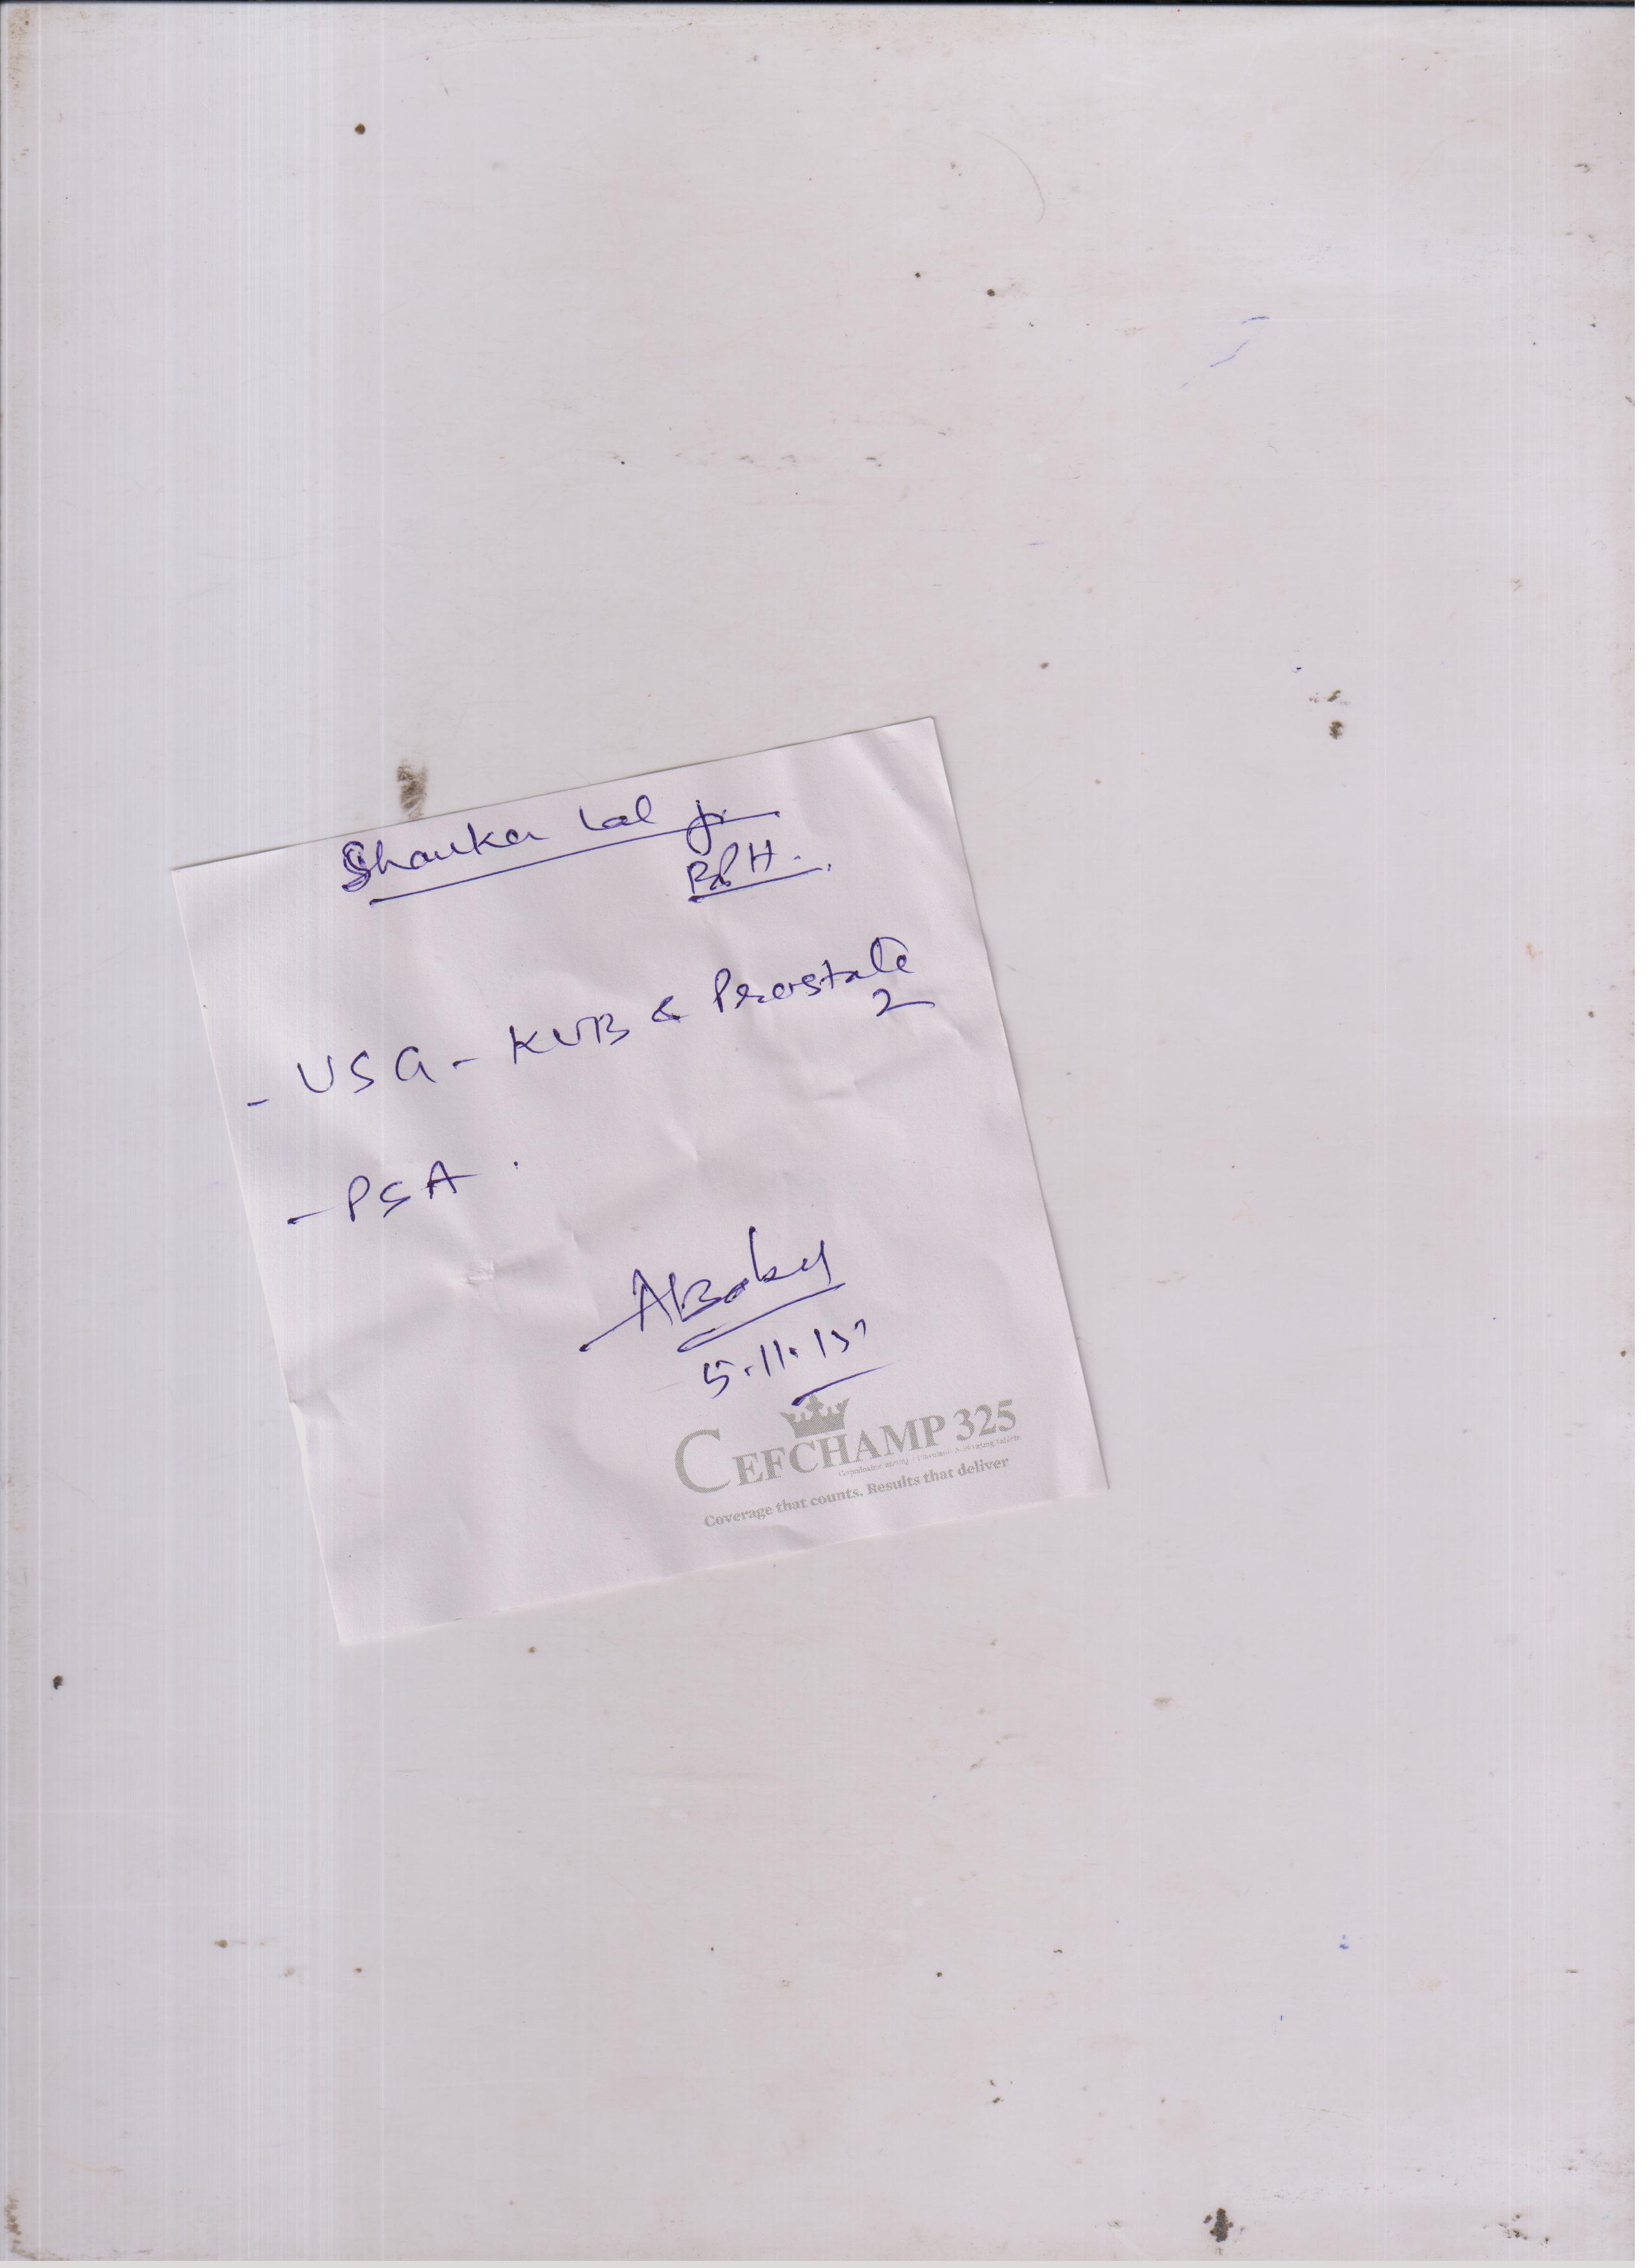 Shanker Lal Ji
BPH.
- USG - KUB & Prostate
2
- PSA.
5.11.13
CEFCHAMP 325
Coverage that counts. Results that deliver